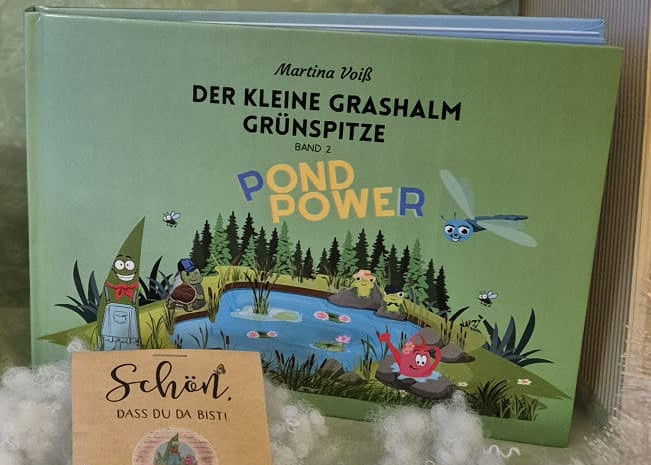 Martina Voiß
DER KLEINE GRASHALM
GRÜNSPITZE
BAND 2
POND
POWER
Schön,
DASS DU DA BIST!